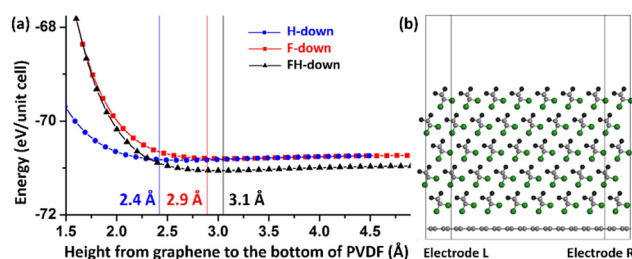 (a)
H-down
F-down
FH-down
Energy (eV/unit cell)
-68
-70
-72
2.4 Å 2.9 Å 3.1 Å
1.5 2.0 2.5 3.0 3.5 4.0 4.5
Height from graphene to the bottom of PVDF (Å)
(b)
Electrode L Electrode R